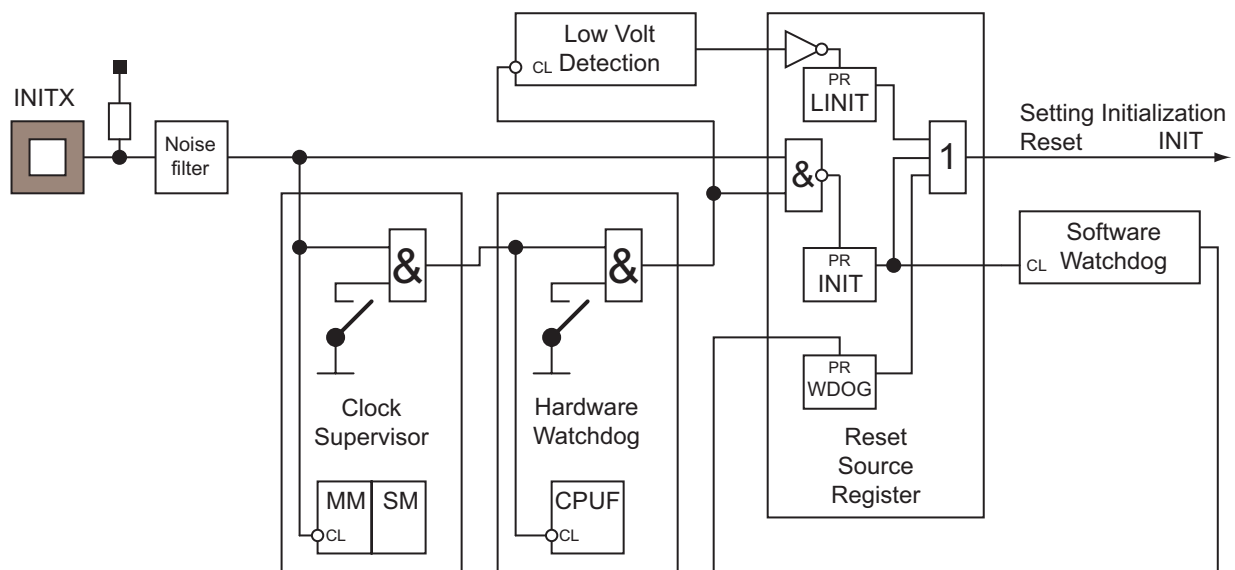 Low Volt
CL Detection
INITX
Noise
filter
PR
LINIT
&
1
Setting Initialization
Reset INIT
&
&
PR
INIT
CL
Software
Watchdog
PR
WDOG
Clock
Supervisor
Hardware
Watchdog
Reset
Source
Register
MM SM
CL
CPUF
CL